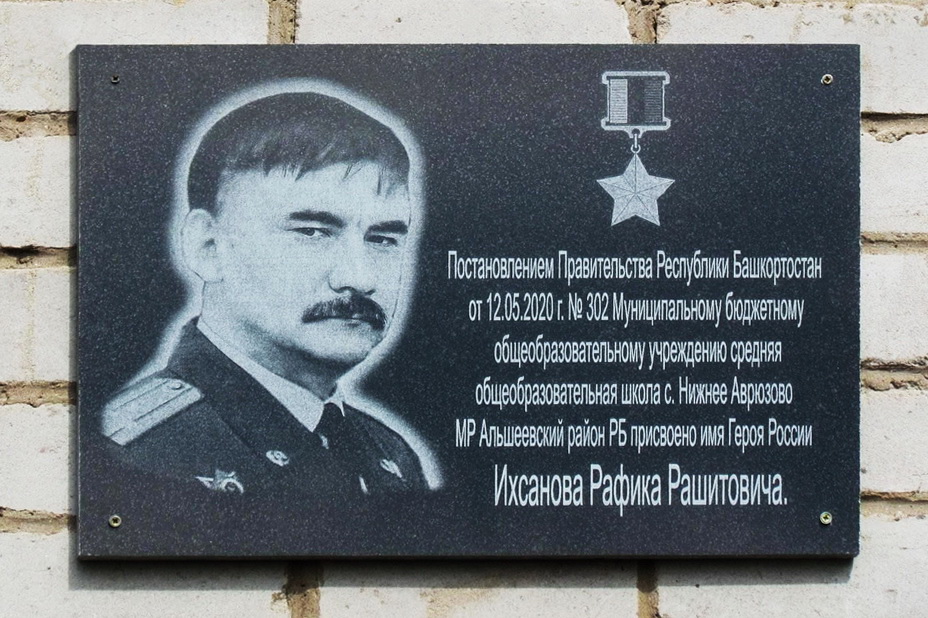 Постановлением Правительства Республики Башкортостан
от 12.05.2020 г. № 302 Муниципальному бюджетному
общеобразовательному учреждению средняя
общеобразовательная школа с. Нижнее Аврюзово
МР Альшеевский район РБ присвоено имя Героя России
Ихсанова Рафика Рашитовича.